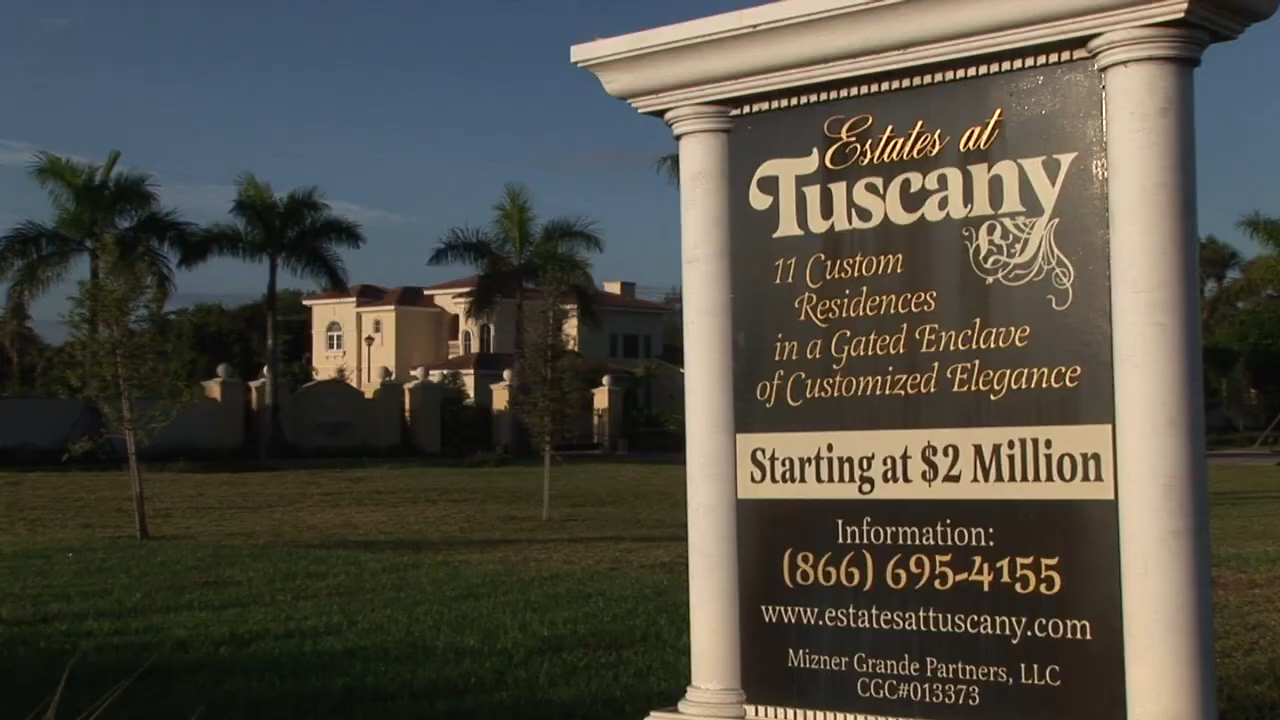 Estates at
Tuscany
11 Custom
Residences
in a Gated Enclave
of Customized Elegance
Starting at $2 Million
Information:
(866) 695-4155
www.estatesattuscany.com
Mizner Grande Partners, LLC
CGC#013373